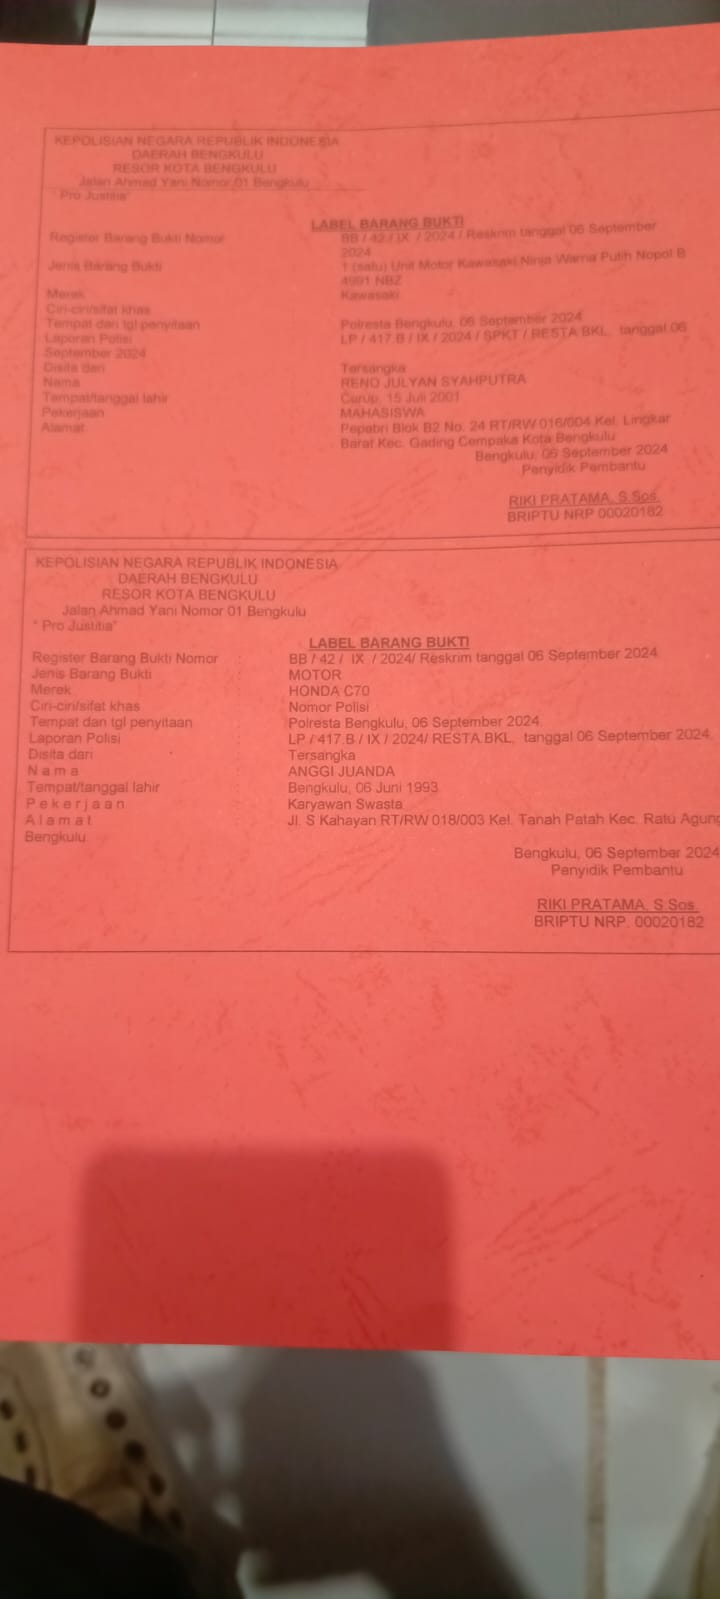 KEPOLISIAN NEGARA REPUBLIK INDONESIA
DAERAH BENGKULU
RESOR KOTA BENGKULU
Jalan Ahmad Yani Nomor 01 Bengkulu
"Pro Justitia"
LABEL BARANG BUKTI
Register Barang Bukti Nomor BB / 42 / IX / 2024 / Reskrim tanggal 06 September
2024
Jenis Barang Bukti 1 (satu) Unit Motor Kawasaki Ninja Warna Putih Nopol B
4991 NBZ
Merek Kawasaki
Ciri-ciri/sifat khas
Tempat dan tgl penyitaan Polresta Bengkulu, 06 September 2024
Laporan Polisi LP / 417.B / IX / 2024 / SPKT / RESTA BKL, tanggal 06
September 2024
Disita dari Tersangka
Nama RENO JULYAN SYAHPUTRA
Tempat/tanggal lahir Curup, 15 Juli 2001
Pekerjaan MAHASISWA
Alamat Pepabri Blok B2 No. 24 RT/RW 016/004 Kel. Lingkar
Barat Kec. Gading Cempaka Kota Bengkulu
Bengkulu, 06 September 2024
Penyidik Pembantu
RIKI PRATAMA, S.Sos.
BRIPTU NRP 00020182
KEPOLISIAN NEGARA REPUBLIK INDONESIA
DAERAH BENGKULU
RESOR KOTA BENGKULU
Jalan Ahmad Yani Nomor 01 Bengkulu
" Pro Justitia"
LABEL BARANG BUKTI
Register Barang Bukti Nomor : BB / 42 / IX / 2024/ Reskrim tanggal 06 September 2024
Jenis Barang Bukti : MOTOR
Merek : HONDA C70
Ciri-ciri/sifat khas : Nomor Polisi
Tempat dan tgl penyitaan : Polresta Bengkulu, 06 September 2024
Laporan Polisi : LP / 417.B / IX / 2024/ RESTA.BKL, tanggal 06 September 2024
Disita dari : Tersangka
N a m a : ANGGI JUANDA
Tempat/tanggal lahir : Bengkulu, 06 Juni 1993
P e k e r j a a n : Karyawan Swasta
A l a m a t : Jl. S Kahayan RT/RW 018/003 Kel. Tanah Patah Kec. Ratu Agung
Bengkulu.
Bengkulu, 06 September 2024
Penyidik Pembantu
RIKI PRATAMA, S.Sos.
BRIPTU NRP. 00020182